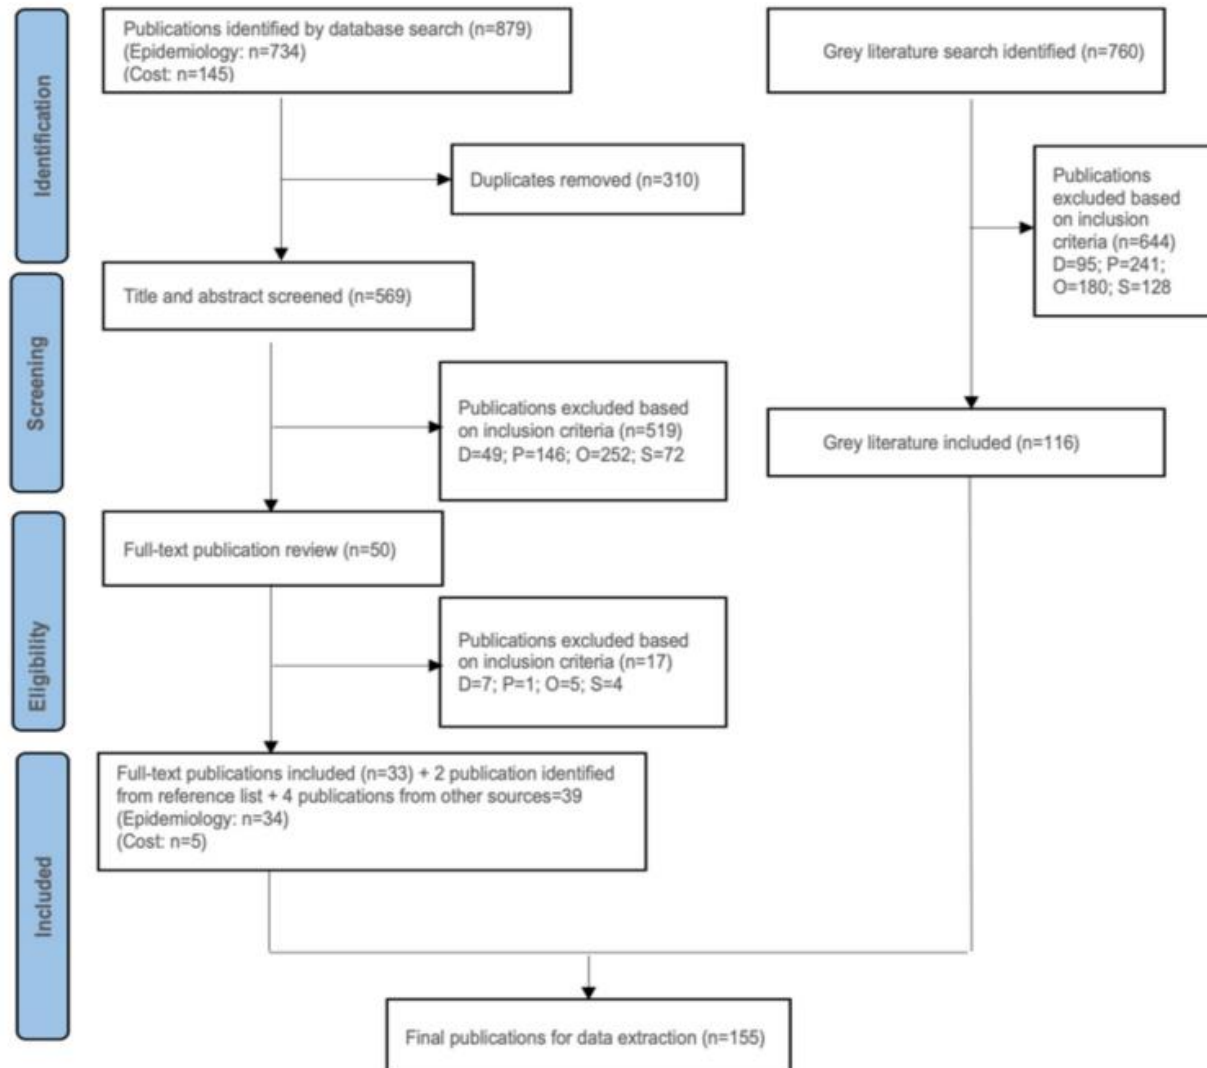 Identification
Publications identified by database search (n=879)
(Epidemiology: n=734)
(Cost: n=145)
Grey literature search identified (n=760)
Duplicates removed (n=310)
Publications
excluded based
on inclusion
criteria (n=644)
D=95; P=241;
O=180; S=128
Screening
Title and abstract screened (n=569)
Publications excluded based
on inclusion criteria (n=519)
D=49; P=146; O=252; S=72
Grey literature included (n=116)
Eligibility
Full-text publication review (n=50)
Publications excluded based
on inclusion criteria (n=17)
D=7; P=1; O=5; S=4
Included
Full-text publications included (n=33) + 2 publication identified
from reference list + 4 publications from other sources=39
(Epidemiology: n=34)
(Cost: n=5)
Final publications for data extraction (n=155)